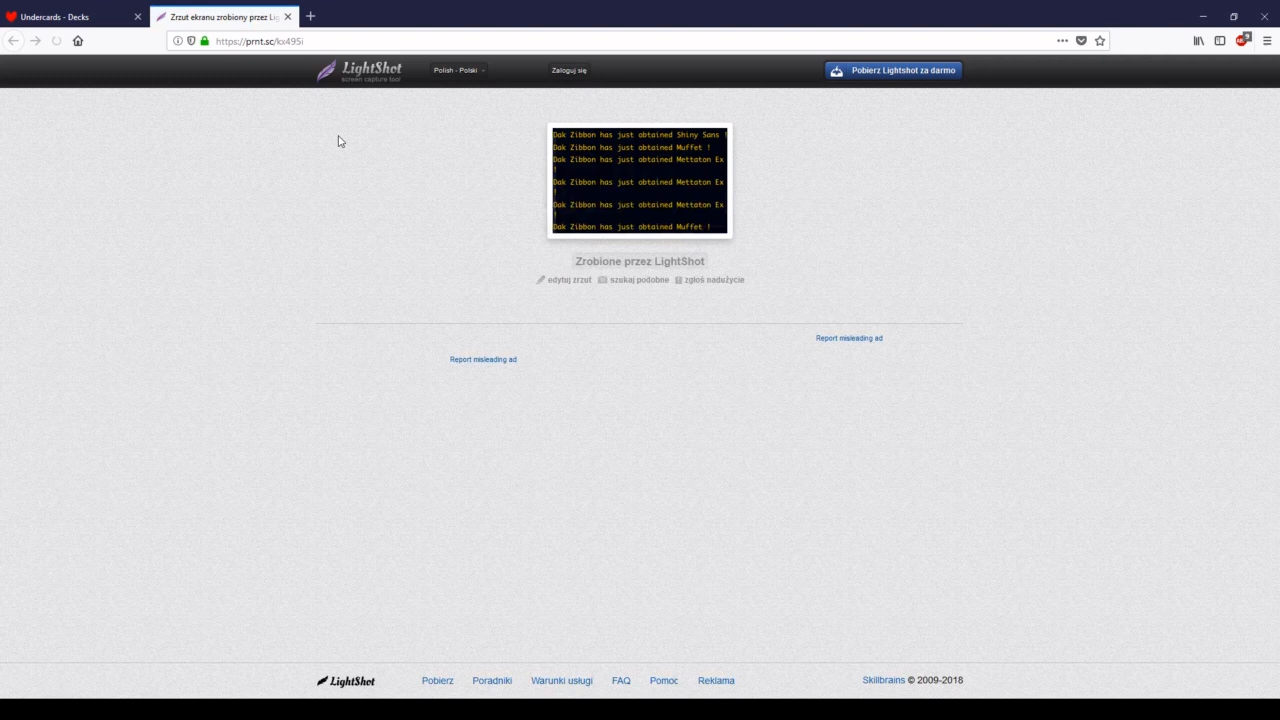 Undercards - Decks
Zrzut ekranu zrobiony przez Lig
https://prnt.sc/kx495i
9
LightShot
screen capture tool
Polish - Polski
Zaloguj się
Pobierz Lightshot za darmo
Dak Zibbon has just obtained Shiny Sans !
Dak Zibbon has just obtained Muffet !
Dak Zibbon has just obtained Mettaton Ex
!
Dak Zibbon has just obtained Mettaton Ex
!
Dak Zibbon has just obtained Mettaton Ex
!
Dak Zibbon has just obtained Muffet !
Zrobione przez LightShot
edytuj zrzut szukaj podobne zgłoś nadużycie
Report misleading ad
Report misleading ad
LightShot Pobierz Poradniki Warunki usługi FAQ Pomoc Reklama Skillbrains © 2009-2018